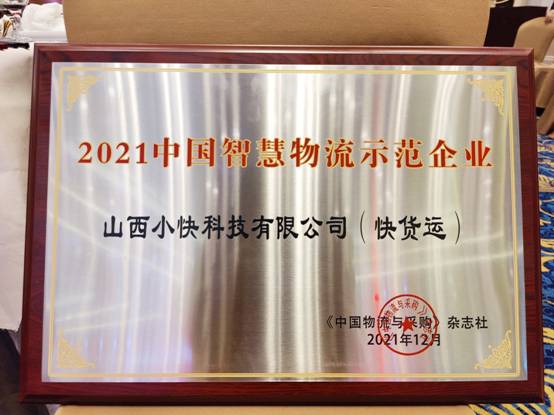 2021中国智慧物流示范企业
山西小快科技有限公司（快货运）
《中国物流与采购》杂志社
2021年12月